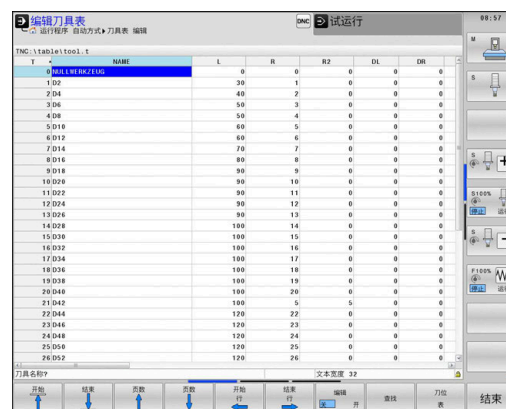 编辑刀具表
运行程序 自动方式▸刀具表 编辑
DNC 试运行
08:57
TNC:\table\tool.t
T NAME L R R2 DL DR
0 NULLWERKZEUG 0 0 0 0 0
1 D2 30 1 0 0 0
2 D4 40 2 0 0 0
3 D6 50 3 0 0 0
4 D8 50 4 0 0 0
5 D10 60 5 0 0 0
6 D12 60 6 0 0 0
7 D14 70 7 0 0 0
8 D16 80 8 0 0 0
9 D18 90 9 0 0 0
10 D20 90 10 0 0 0
11 D22 90 11 0 0 0
12 D24 90 12 0 0 0
13 D26 90 13 0 0 0
14 D28 100 14 0 0 0
15 D30 100 15 0 0 0
16 D32 100 16 0 0 0
17 D34 100 17 0 0 0
18 D36 100 18 0 0 0
19 D38 100 19 0 0 0
20 D40 100 20 0 0 0
21 D42 100 5 5 0 0
22 D44 120 22 0 0 0
23 D46 120 23 0 0 0
24 D48 120 24 0 0 0
25 D50 120 25 0 0 0
26 D52 120 26 0 0 0
刀具名称? 文本宽度 32
M
S
S
S100%
停止 运
S
F100% W
停止 运
开始 结束 页数 页数 开始行 结束行 编辑 关 开 查找 刀位表 结束